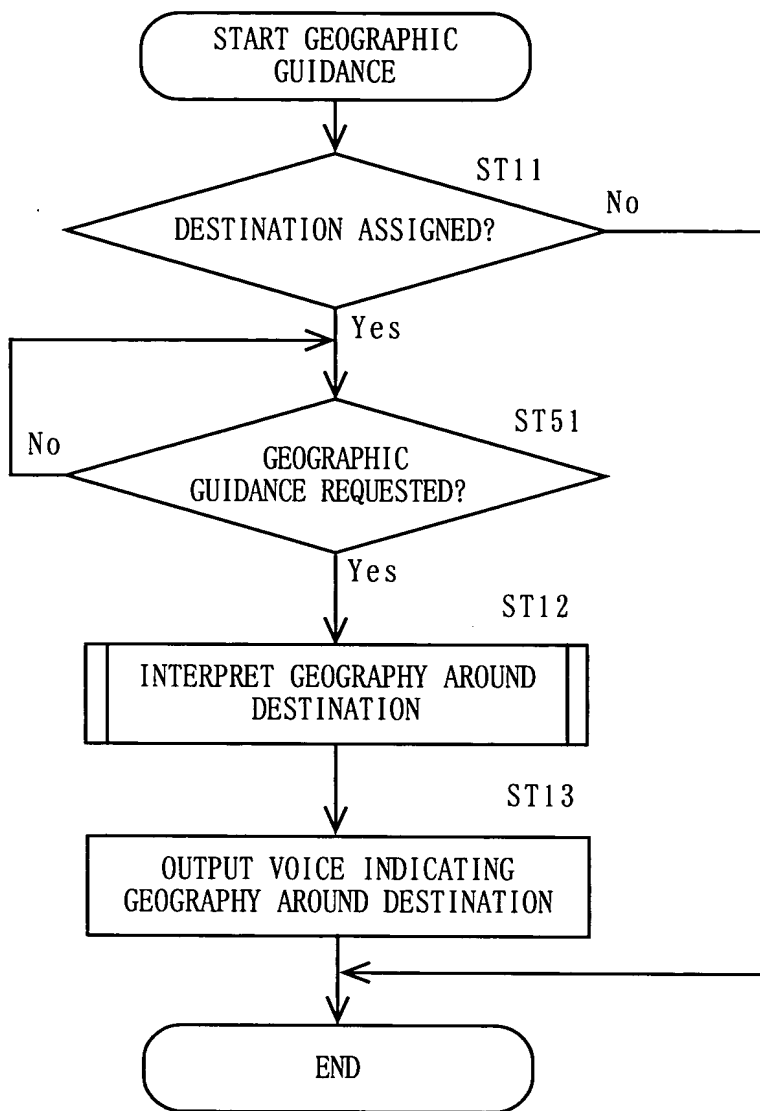 START GEOGRAPHIC
GUIDANCE
ST11
No
DESTINATION ASSIGNED?
Yes
ST51
No
GEOGRAPHIC
GUIDANCE REQUESTED?
Yes
ST12
INTERPRET GEOGRAPHY AROUND
DESTINATION
ST13
OUTPUT VOICE INDICATING
GEOGRAPHY AROUND DESTINATION
END